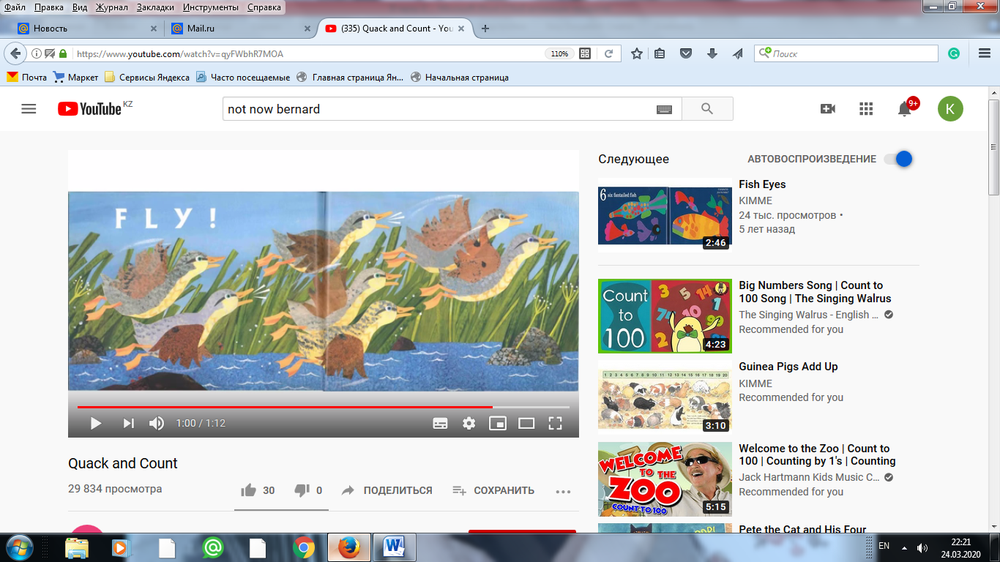 Файл Правка Вид Журнал Закладки Инструменты Справка
Новость
Mail.ru
(335) Quack and Count - You
https://www.youtube.com/watch?v=qyFWbhR7MOA
110%
Поиск
Почта
Маркет
Сервисы Яндекса
Часто посещаемые
Главная страница Ян...
Начальная страница
YouTube KZ
not now bernard
9+
K
FLY!
1:00 / 1:12
Quack and Count
29 834 просмотра
30
0
ПОДЕЛИТЬСЯ
СОХРАНИТЬ
Следующее
АВТОВОСПРОИЗВЕДЕНИЕ
6 six fantailed fish
2:46
Fish Eyes
KIMME
24 тыс. просмотров •
5 лет назад
Count
to
100
4:23
Big Numbers Song | Count to
100 Song | The Singing Walrus
The Singing Walrus - English ...
Recommended for you
1 2 3 4 5 6 7 8 9 10 11 12 13 14 15 16 17 18 19 20
3:10
Guinea Pigs Add Up
KIMME
Recommended for you
WELCOME
TO THE
ZOO
COUNT TO 100
5:15
Welcome to the Zoo | Count to
100 | Counting by 1's | Counting
Jack Hartmann Kids Music C...
Recommended for you
Pete the Cat and His Four
EN
22:21
24.03.2020